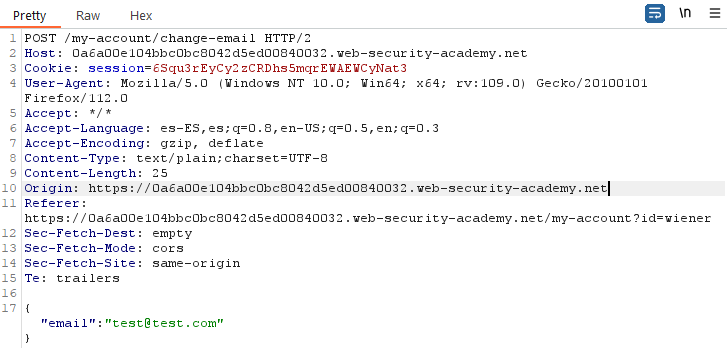 Pretty Raw Hex \n
1 POST /my-account/change-email HTTP/2
2 Host: 0a6a00e104bbc0bc8042d5ed00840032.web-security-academy.net
3 Cookie: session=6Squ3rEyCy2zCRDhs5mqrEWAEWCyNat3
4 User-Agent: Mozilla/5.0 (Windows NT 10.0; Win64; x64; rv:109.0) Gecko/20100101
Firefox/112.0
5 Accept: */*
6 Accept-Language: es-ES,es;q=0.8,en-US;q=0.5,en;q=0.3
7 Accept-Encoding: gzip, deflate
8 Content-Type: text/plain;charset=UTF-8
9 Content-Length: 25
10 Origin: https://0a6a00e104bbc0bc8042d5ed00840032.web-security-academy.net
11 Referer:
https://0a6a00e104bbc0bc8042d5ed00840032.web-security-academy.net/my-account?id=wiener
12 Sec-Fetch-Dest: empty
13 Sec-Fetch-Mode: cors
14 Sec-Fetch-Site: same-origin
15 Te: trailers
16
17 {
"email":"test@test.com"
}